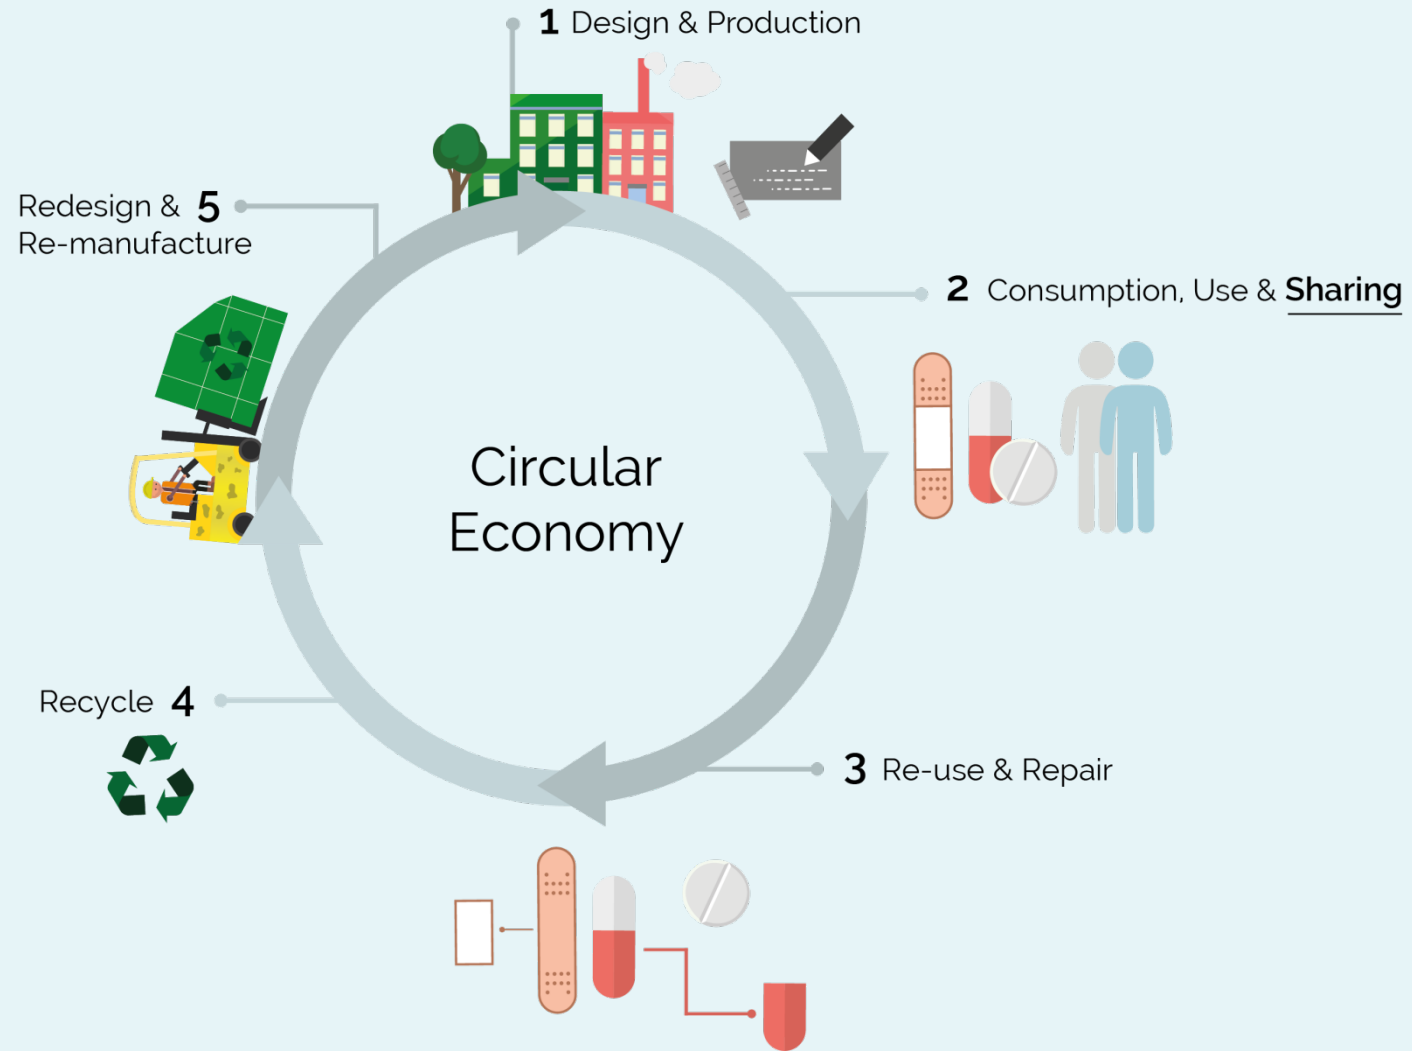 1 Design & Production
2 Consumption, Use & Sharing
3 Re-use & Repair
Recycle 4
Redesign & 5
Re-manufacture
Circular
Economy